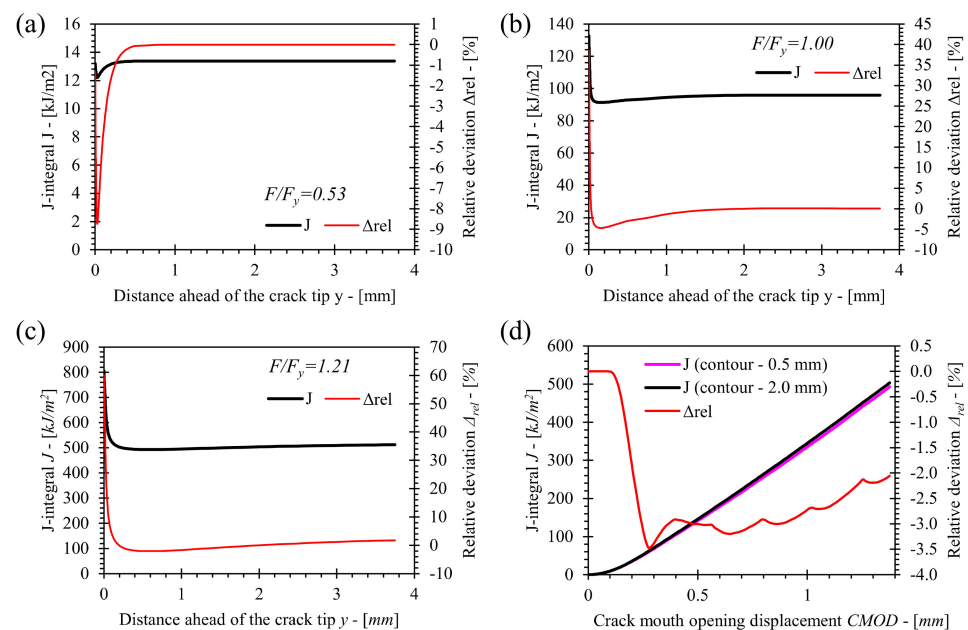 (a)
16
14
12
10
8
6
4
2
0
J-integral J - [kJ/m2]
1
0
-1
-2
-3
-4
-5
-6
-7
-8
-9
-10
Relative deviation Δrel - [%]
F/Fy=0.53
J Δrel
0 1 2 3 4
Distance ahead of the crack tip y - [mm]
(b)
140
120
100
80
60
40
20
0
J-integral J - [kJ/m2]
45
40
35
30
25
20
15
10
5
0
-5
-10
Relative deviation Δrel - [%]
F/Fy=1.00
J Δrel
0 1 2 3 4
Distance ahead of the crack tip y - [mm]
(c)
900
800
700
600
500
400
300
200
100
0
J-integral J - [kJ/m²]
70
60
50
40
30
20
10
0
-10
Relative deviation Δrel - [%]
F/Fy=1.21
J Δrel
0 1 2 3 4
Distance ahead of the crack tip y - [mm]
(d)
600
500
400
300
200
100
0
J-integral J - [kJ/m²]
0.5
0.0
-0.5
-1.0
-1.5
-2.0
-2.5
-3.0
-3.5
-4.0
Relative deviation Δrel - [%]
J (contour - 0.5 mm)
J (contour - 2.0 mm)
Δrel
0 0.5 1
Crack mouth opening displacement CMOD - [mm]